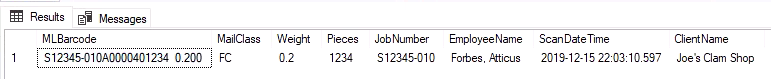 Results Messages
MLBarcode MailClass Weight Pieces JobNumber EmployeeName ScanDateTime ClientName
1 S12345-010A0000401234 0.200 FC 0.2 1234 S12345-010 Forbes, Atticus 2019-12-15 22:03:10.597 Joe's Clam Shop